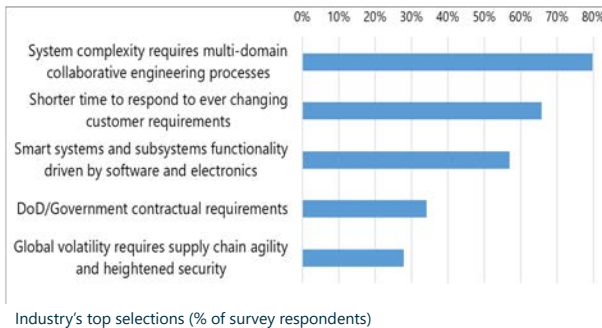 0% 10% 20% 30% 40% 50% 60% 70% 80%
System complexity requires multi-domain
collaborative engineering processes
Shorter time to respond to ever changing
customer requirements
Smart systems and subsystems functionality
driven by software and electronics
DoD/Government contractual requirements
Global volatility requires supply chain agility
and heightened security
Industry's top selections (% of survey respondents)